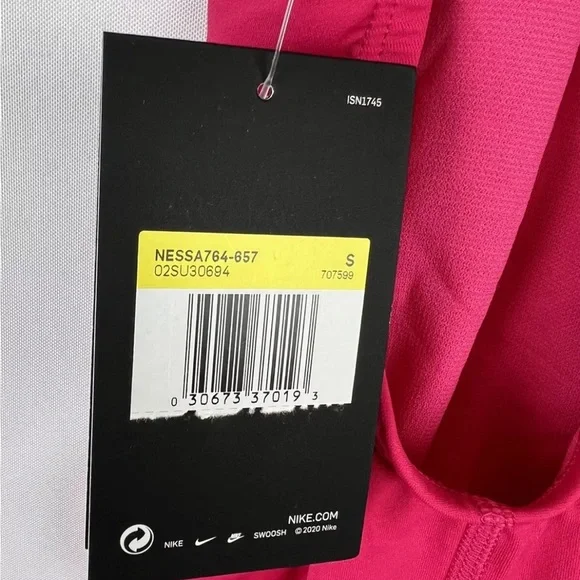 ISN1745
NESSA764-657 S
02SU30694 707599
0 30673 37019 3
NIKE.COM
NIKE SWOOSH © 2020 Nike